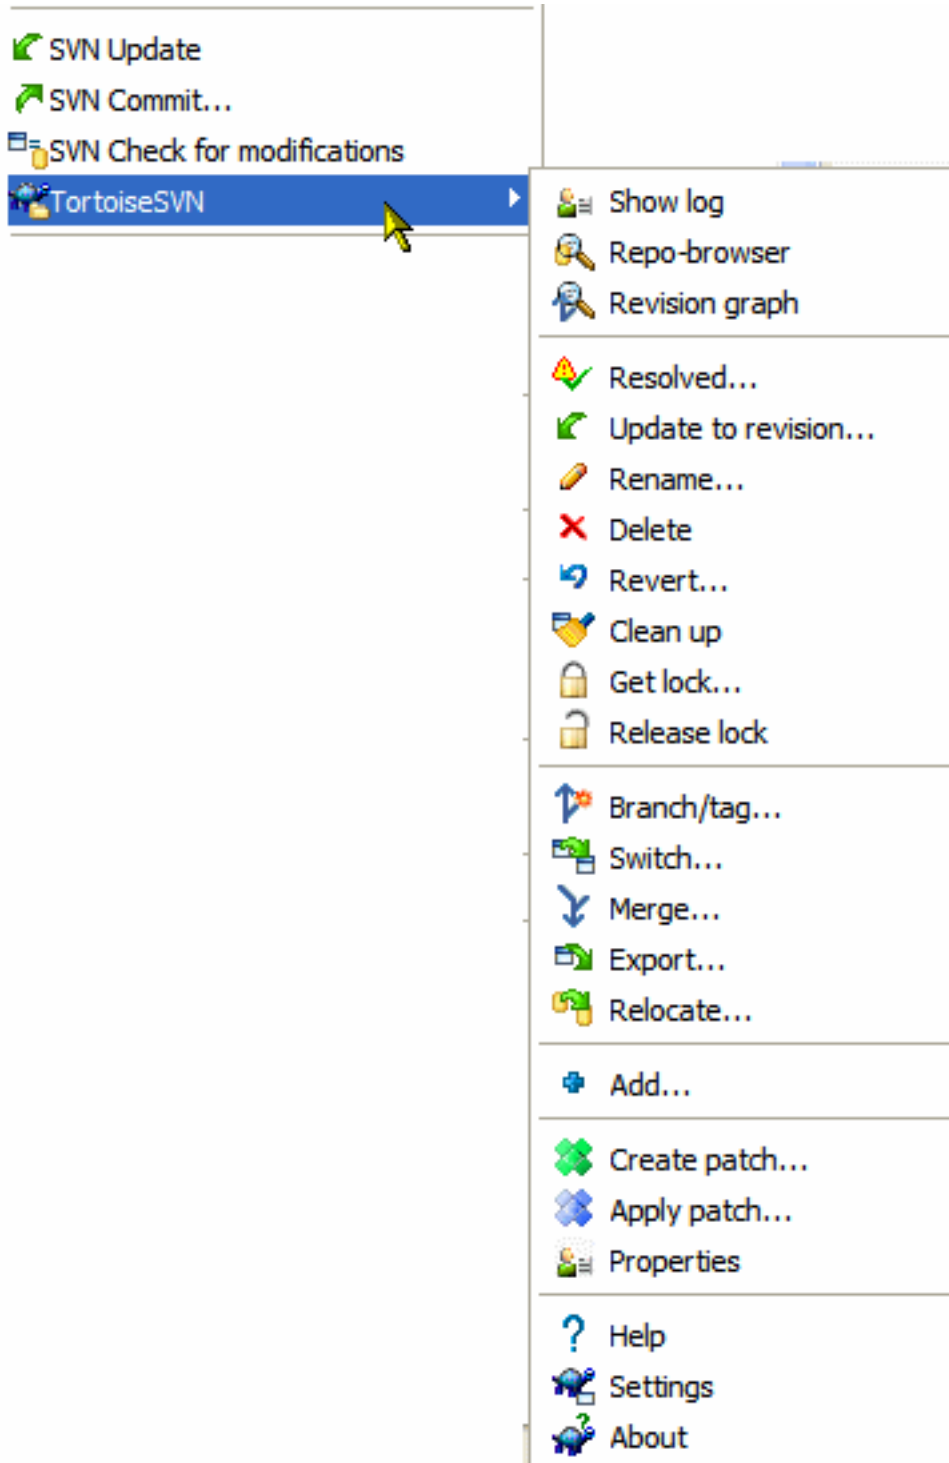 SVN Update
SVN Commit...
SVN Check for modifications
TortoiseSVN
Show log
Repo-browser
Revision graph
Resolved...
Update to revision...
Rename...
Delete
Revert...
Clean up
Get lock...
Release lock
Branch/tag...
Switch...
Merge...
Export...
Relocate...
Add...
Create patch...
Apply patch...
Properties
Help
Settings
About